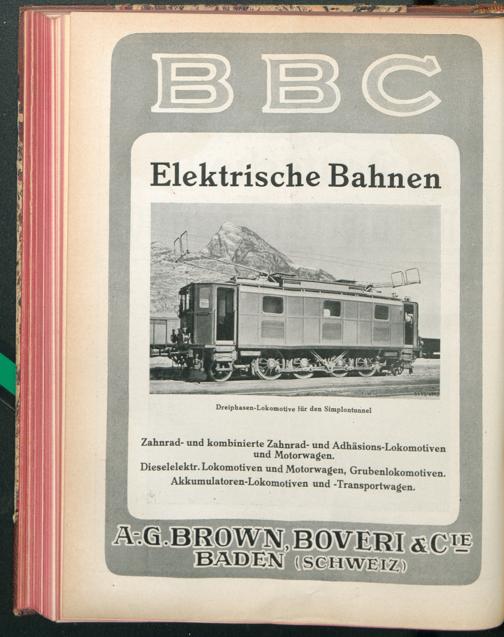 BBC
Elektrische Bahnen
Dreiphasen-Lokomotive für den Simplontunnel
Zahnrad- und kombinierte Zahnrad- und Adhäsions-Lokomotiven
und Motorwagen.
Dieselelektr. Lokomotiven und Motorwagen, Grubenlokomotiven.
Akkumulatoren-Lokomotiven und -Transportwagen.
A.-G. BROWN, BOVERI & CIE
BADEN (SCHWEIZ)